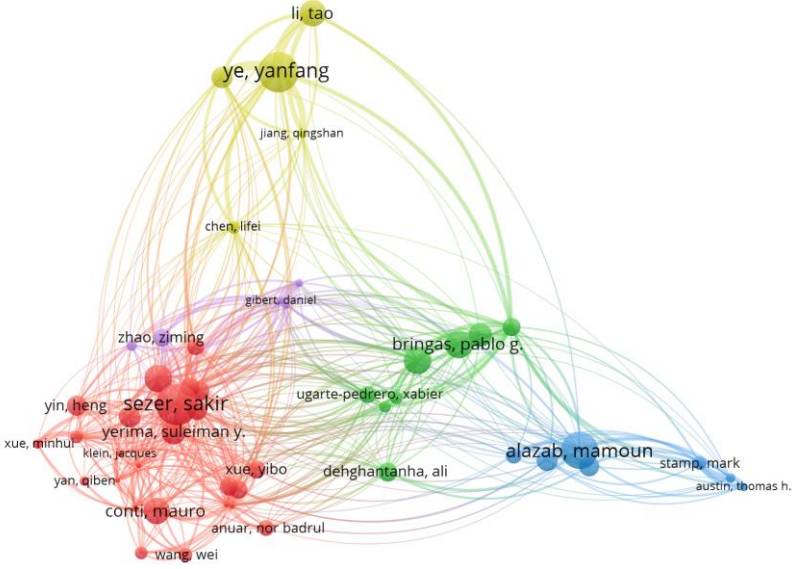 li, tao
ye, yanfang
jiang, qingshan
chen, lifei
gibert, daniel
zhao, ziming
bringas, pablo g.
ugarte-pedrero, xabier
sezer, sakir
yin, heng
yerima, suleiman y.
xue, minhui
klein, jacques
alazab, mamoun
stamp, mark
xue, yibo
dehghantanha, ali
yan, qiben
austin, thomas h.
conti, mauro
anuar, nor badrul
wang, wei